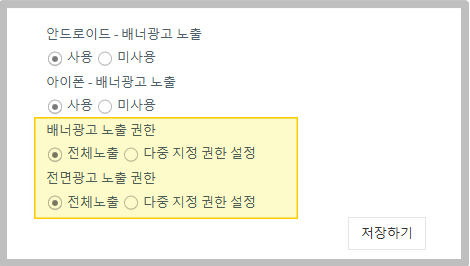 안드로이드 - 배너광고 노출
사용 미사용
아이폰 - 배너광고 노출
사용 미사용
배너광고 노출 권한
전체노출 다중 지정 권한 설정
전면광고 노출 권한
전체노출 다중 지정 권한 설정
저장하기